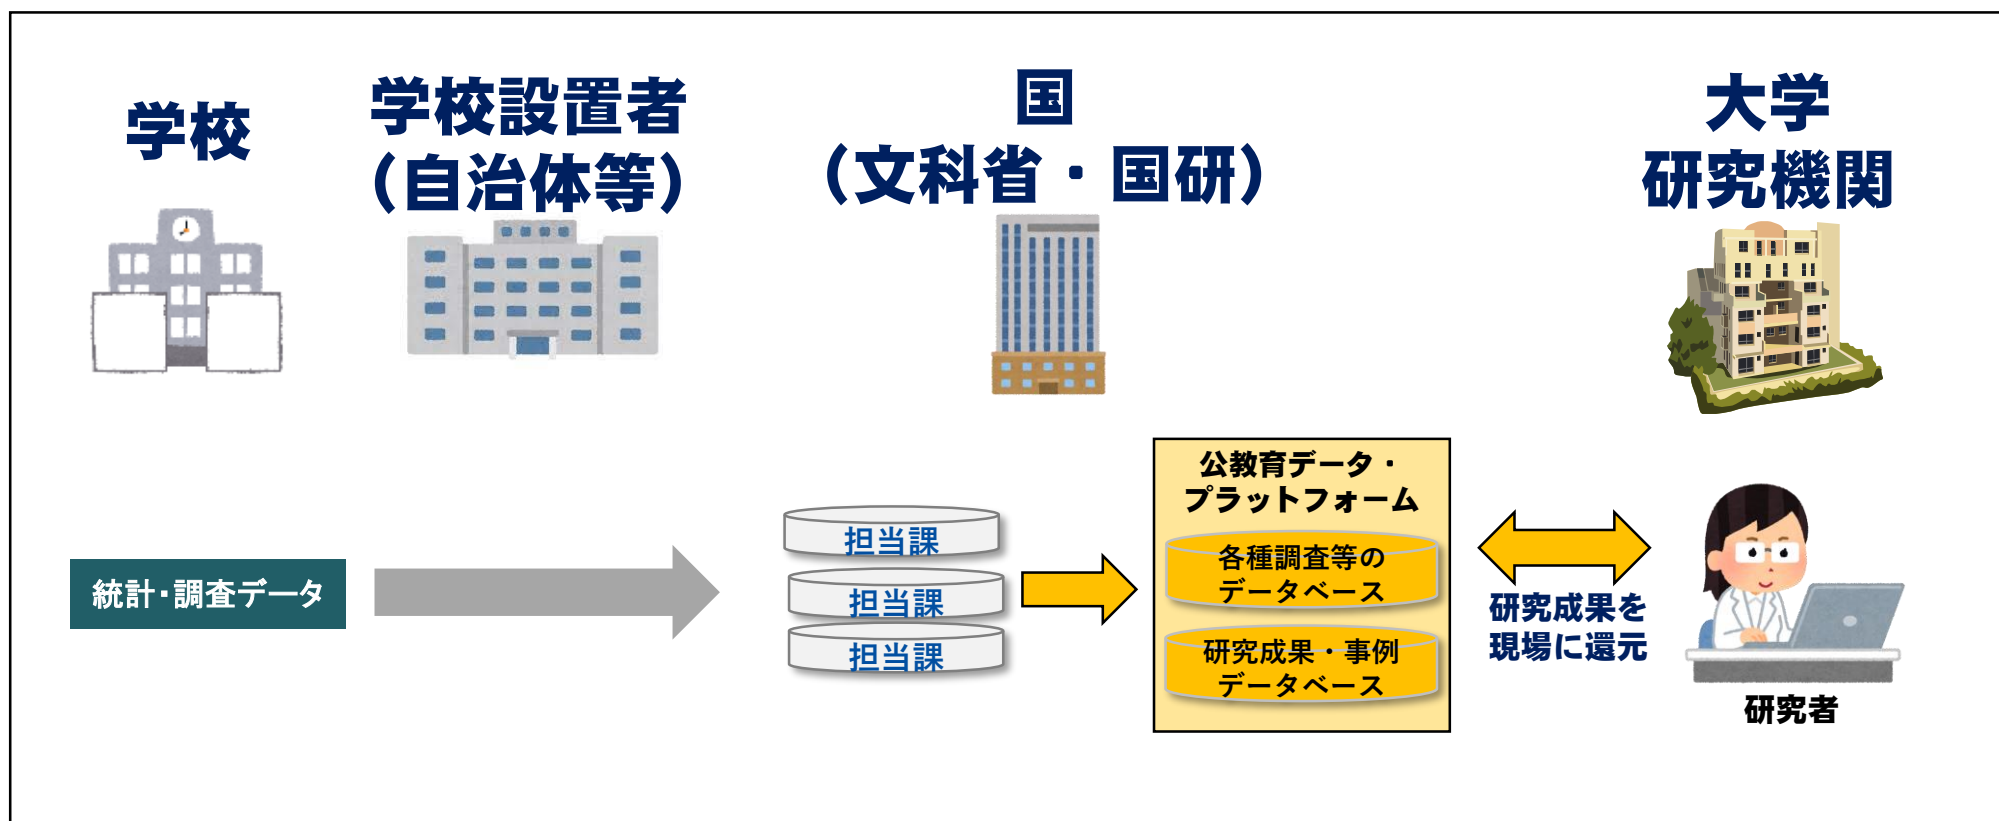 学校
学校設置者
（自治体等）
国
（文科省・国研）
大学
研究機関
統計・調査データ
担当課
担当課
担当課
公教育データ・
プラットフォーム
各種調査等の
データベース
研究成果・事例
データベース
研究成果を
現場に還元
研究者